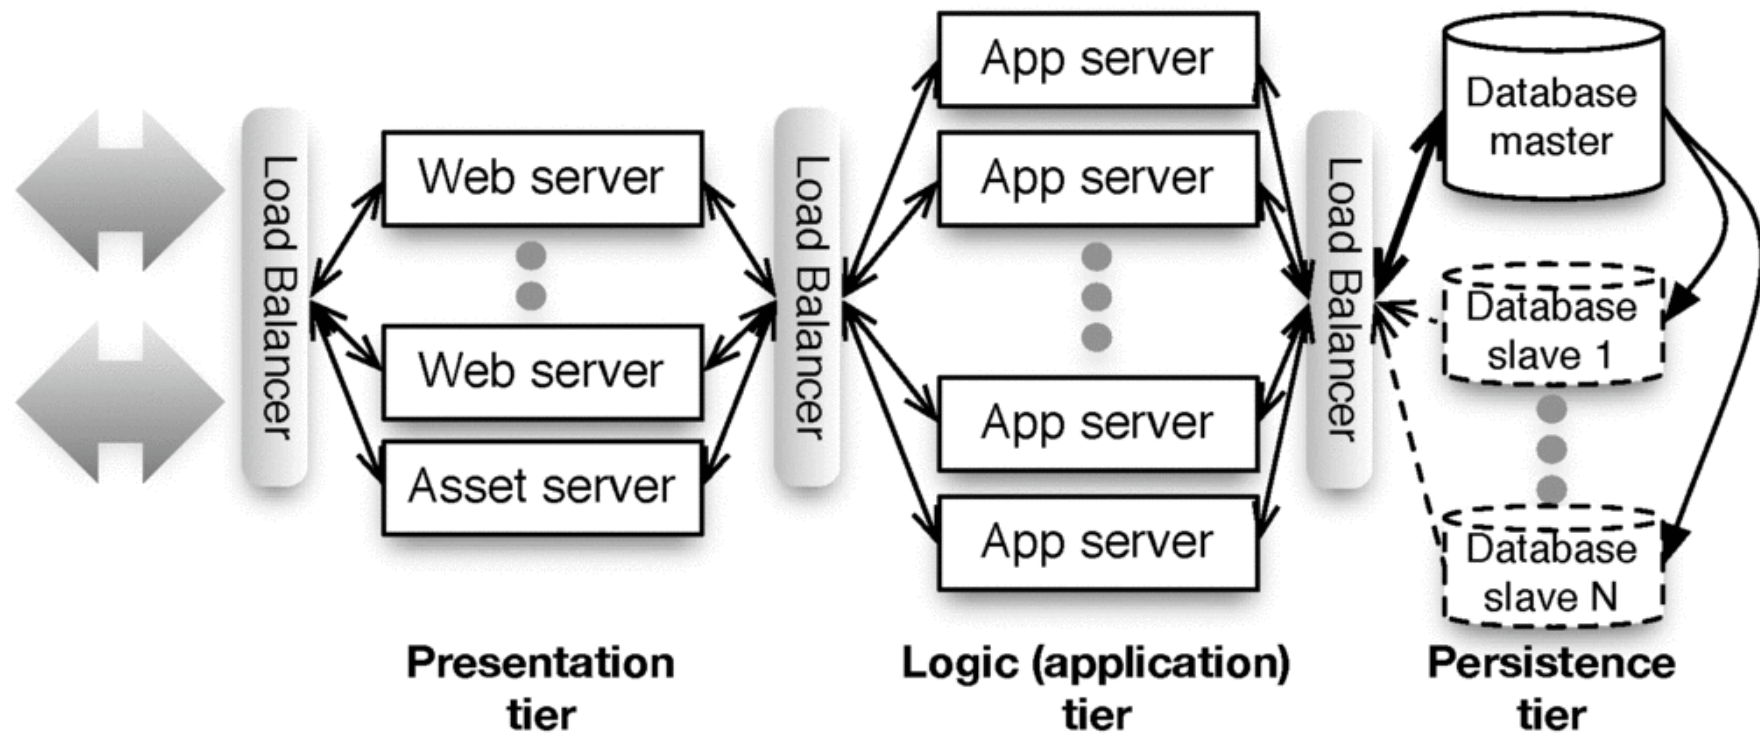 Load Balancer
Web server
Web server
Asset server
Presentation
tier
Load Balancer
App server
App server
App server
App server
Logic (application)
tier
Load Balancer
Database
master
Database
slave 1
Database
slave N
Persistence
tier